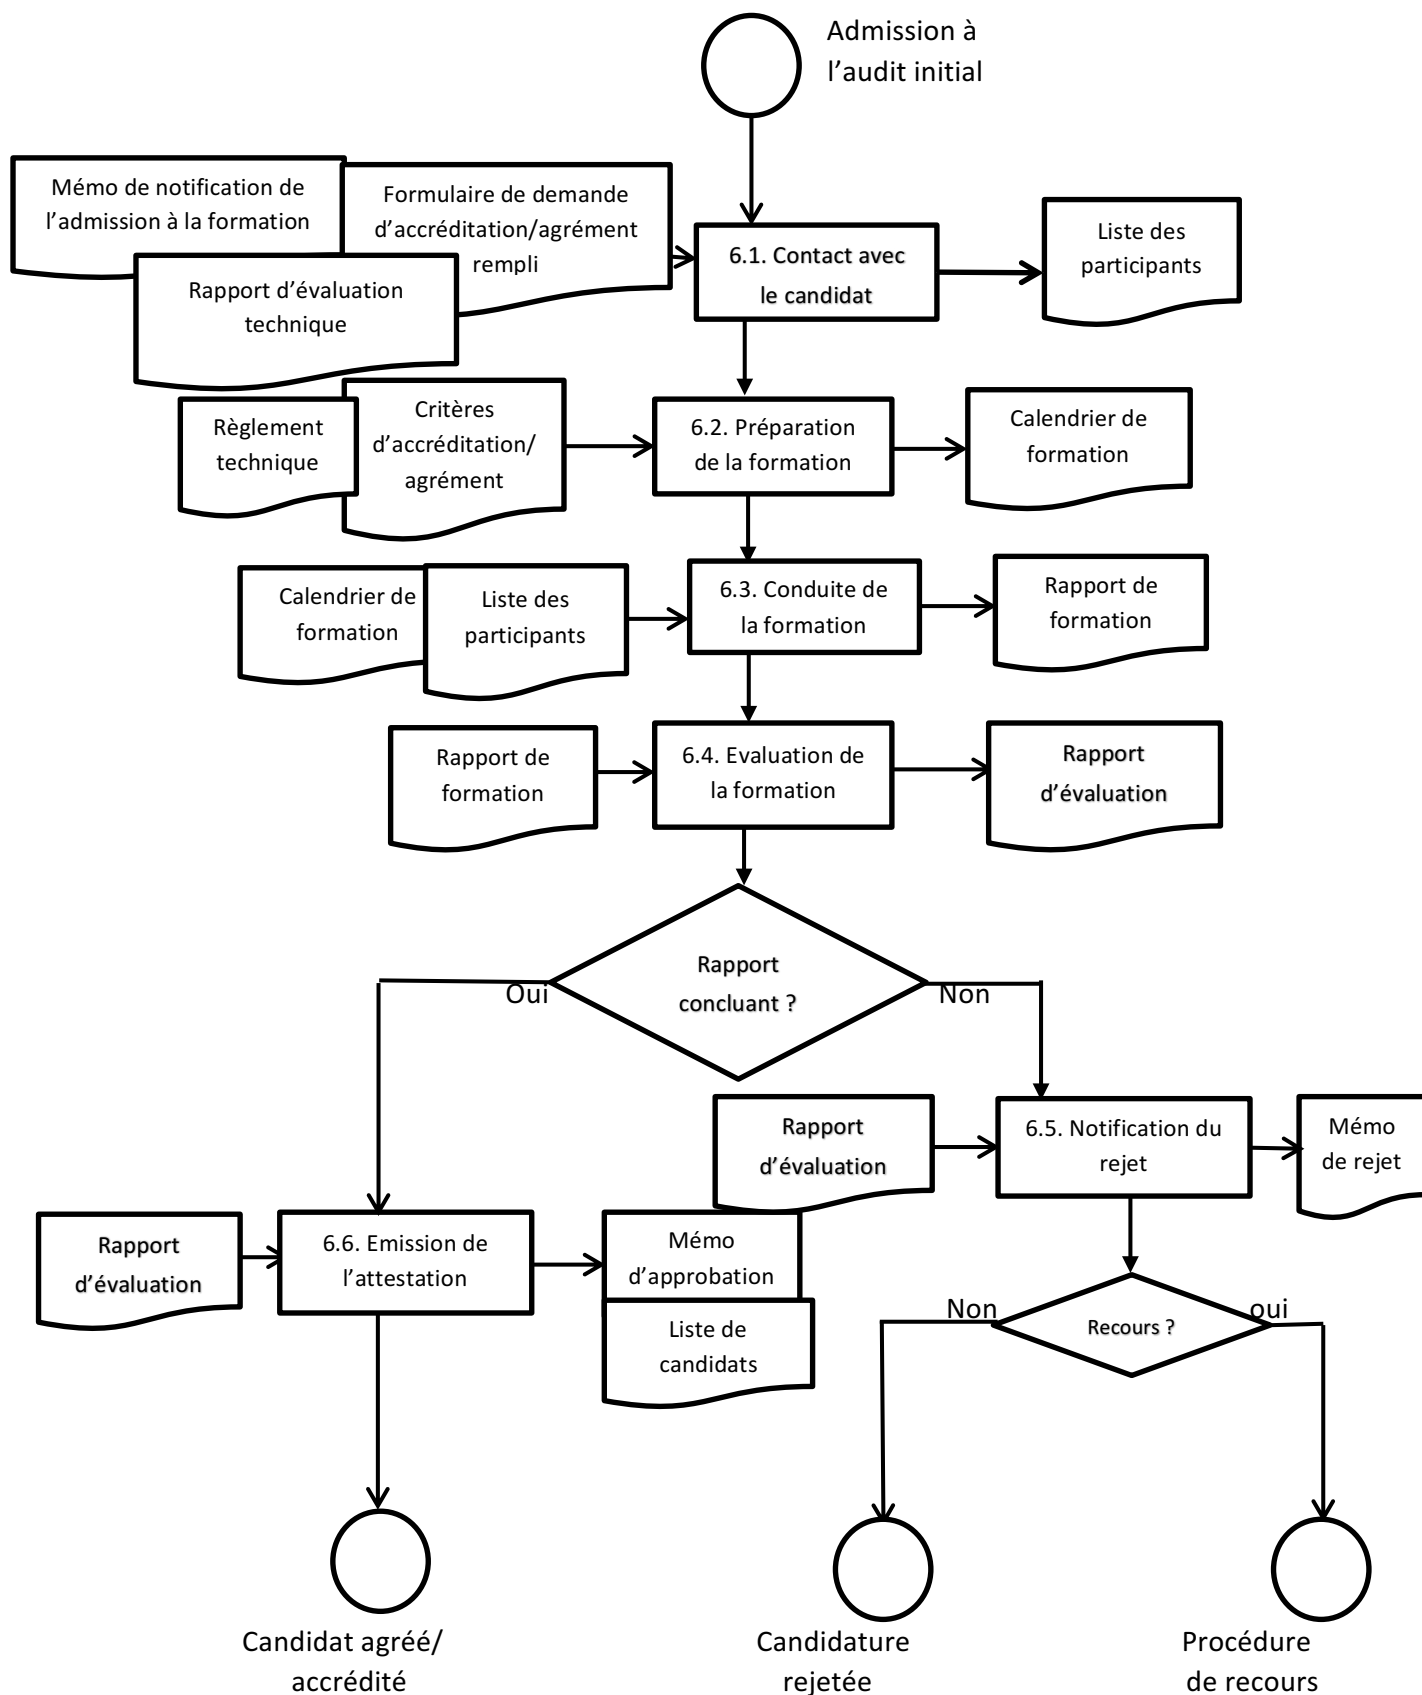 Admission à
l’audit initial
Mémo de notification de
l’admission à la formation
Formulaire de demande
d’accréditation/agrément
rempli
Rapport d’évaluation
technique
6.1. Contact avec
le candidat
Liste des
participants
Règlement
technique
Critères
d’accréditation/
agrément
6.2. Préparation
de la formation
Calendrier de
formation
Calendrier de
formation
Liste des
participants
6.3. Conduite de
la formation
Rapport de
formation
Rapport de
formation
6.4. Evaluation de
la formation
Rapport
d’évaluation
Rapport
concluant ?
Oui
Non
Rapport
d’évaluation
6.5. Notification du
rejet
Mémo
de rejet
Rapport
d’évaluation
6.6. Emission de
l’attestation
Mémo
d’approbation
Liste de
candidats
Non
Recours ?
oui
Candidat agréé/
accrédité
Candidature
rejetée
Procédure
de recours